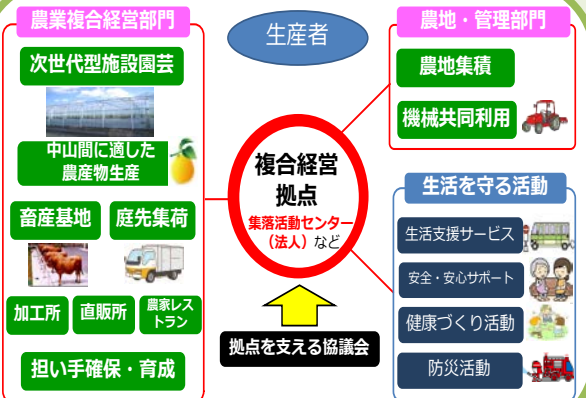 農業複合経営部門
次世代型施設園芸
中山間に適した
農産物生産
畜産基地
庭先集荷
加工所
直販所
農家レス
トラン
担い手確保・育成
生産者
複合経営
拠点
集落活動センター
（法人）など
拠点を支える協議会
農地・管理部門
農地集積
機械共同利用
生活を守る活動
生活支援サービス
安全・安心サポート
健康づくり活動
防災活動